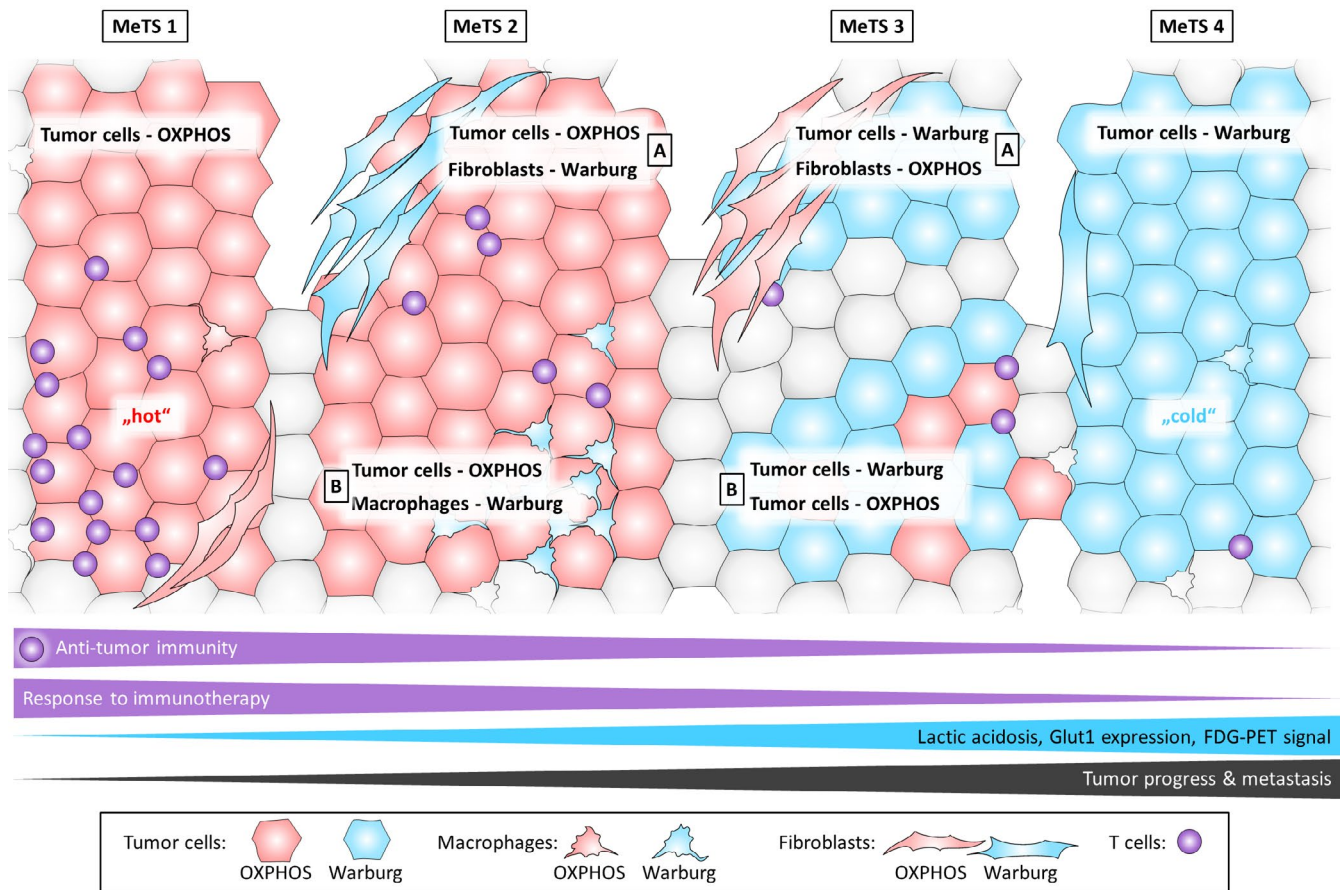 MeTS 1
MeTS 2
MeTS 3
MeTS 4
Tumor cells - OXPHOS
Tumor cells - OXPHOS
Fibroblasts - Warburg
A
Tumor cells - Warburg
Fibroblasts - OXPHOS
A
Tumor cells - Warburg
„hot“
„cold“
B
Tumor cells - OXPHOS
Macrophages - Warburg
B
Tumor cells - Warburg
Tumor cells - OXPHOS
Anti-tumor immunity
Response to immunotherapy
Lactic acidosis, Glut1 expression, FDG-PET signal
Tumor progress & metastasis
Tumor cells:
OXPHOS
Warburg
Macrophages:
OXPHOS
Warburg
Fibroblasts:
OXPHOS
Warburg
T cells: